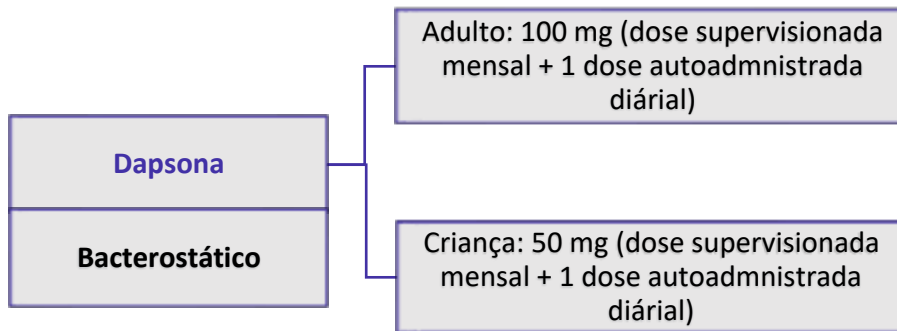 Adulto: 100 mg (dose supervisionada
mensal + 1 dose autoadmnistrada
diárial)
Dapsona
Bacterostático
Criança: 50 mg (dose supervisionada
mensal + 1 dose autoadmnistrada
diárial)